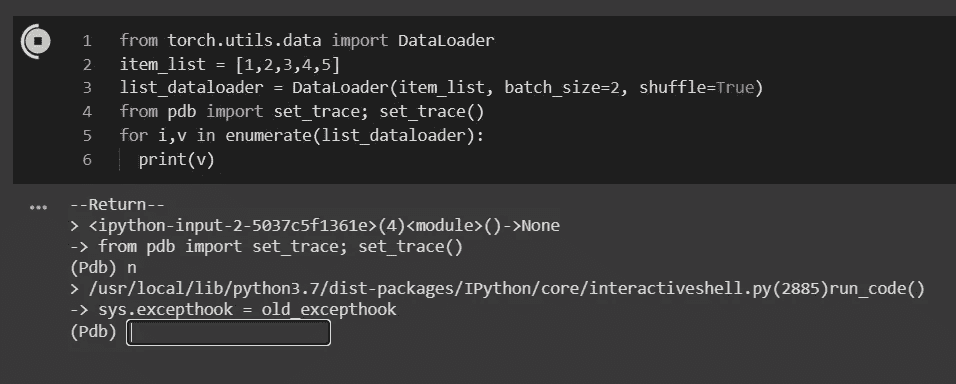 1 from torch.utils.data import DataLoader
2 item_list = [1,2,3,4,5]
3 list_dataloader = DataLoader(item_list, batch_size=2, shuffle=True)
4 from pdb import set_trace; set_trace()
5 for i,v in enumerate(list_dataloader):
6   print(v)
--Return--
> <ipython-input-2-5037c5f1361e>(4)<module>()->None
-> from pdb import set_trace; set_trace()
(Pdb) n
> /usr/local/lib/python3.7/dist-packages/IPython/core/interactiveshell.py(2885)run_code()
-> sys.excepthook = old_excepthook
(Pdb)